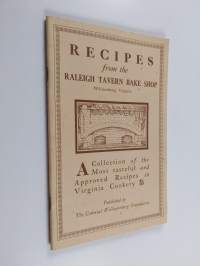 RECIPES
from the
RALEIGH TAVERN BAKE SHOP
Williamsburg, Virginia
A Collection of the
Most tasteful and
Approved Recipes in
Virginia Cookery
Published by
The Colonial Williamsburg Foundation